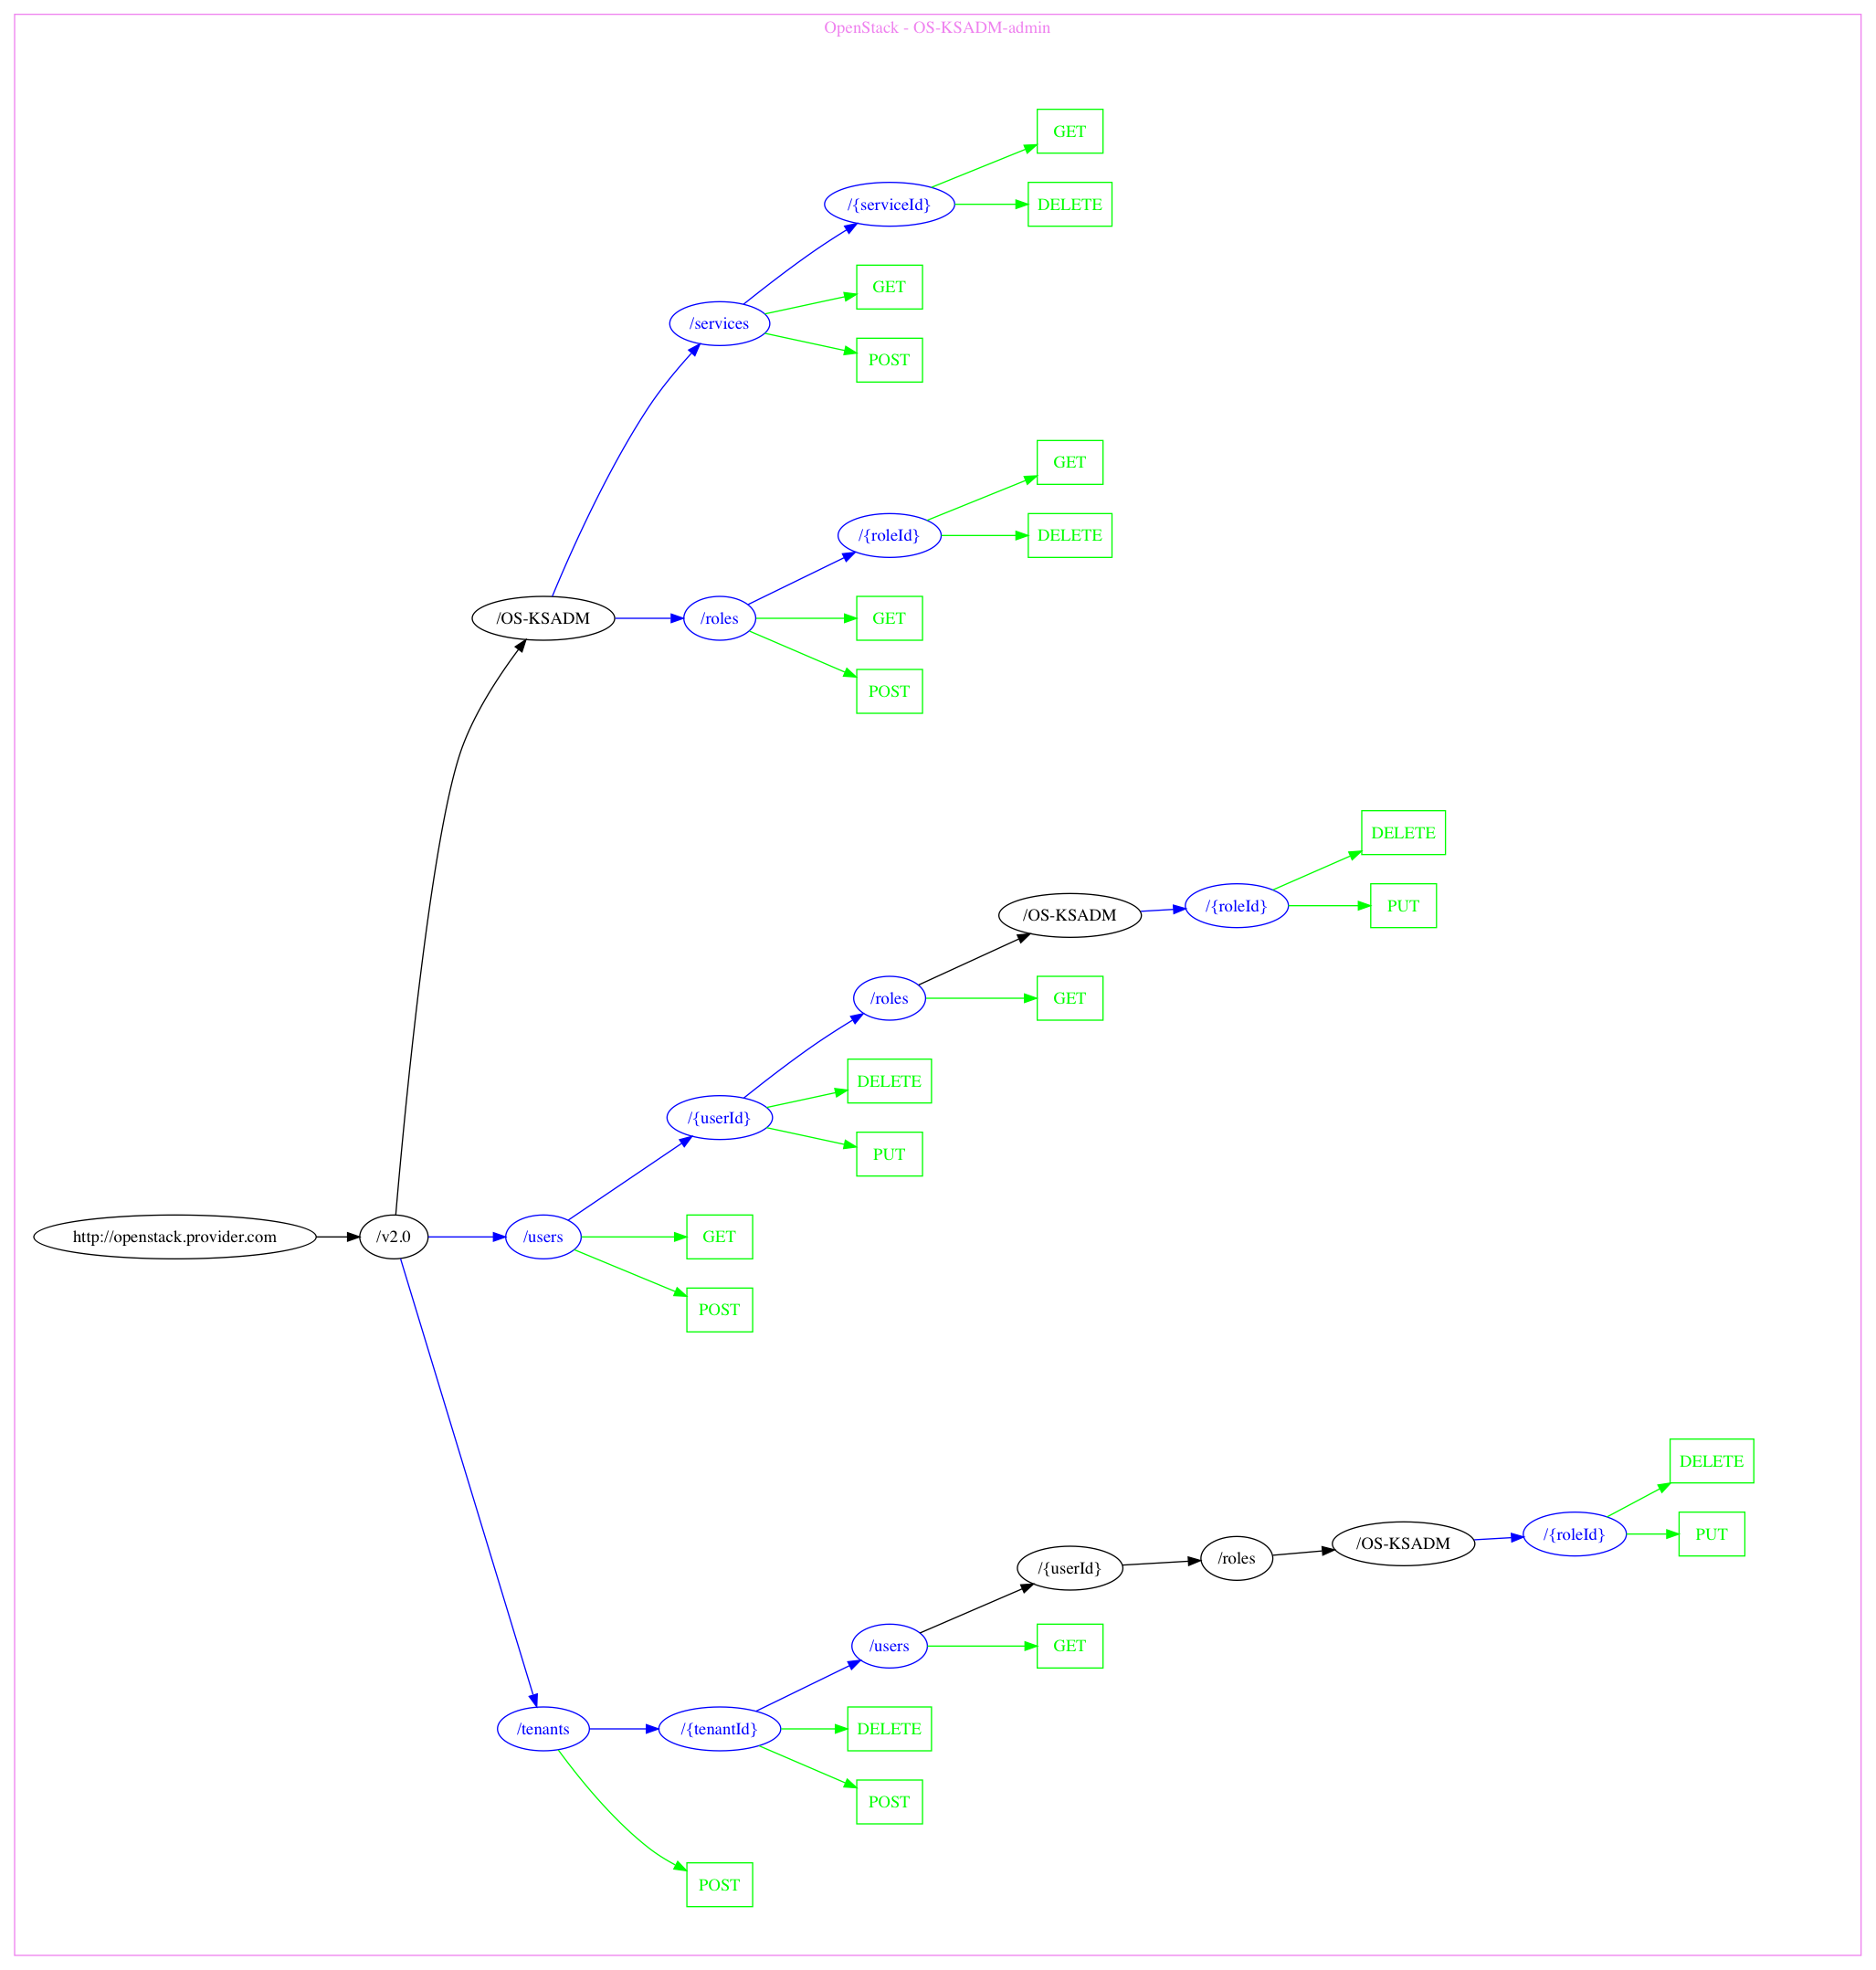 OpenStack - OS-KSADM-admin
GET
/{serviceId}
DELETE
GET
/services
POST
GET
/{roleId}
DELETE
/OS-KSADM
/roles
GET
POST
DELETE
/OS-KSADM
/{roleId}
PUT
/roles
GET
DELETE
/{userId}
PUT
http://openstack.provider.com
/v2.0
/users
GET
POST
DELETE
/{userId}
/roles
/OS-KSADM
/{roleId}
PUT
/users
GET
/tenants
/{tenantId}
DELETE
POST
POST